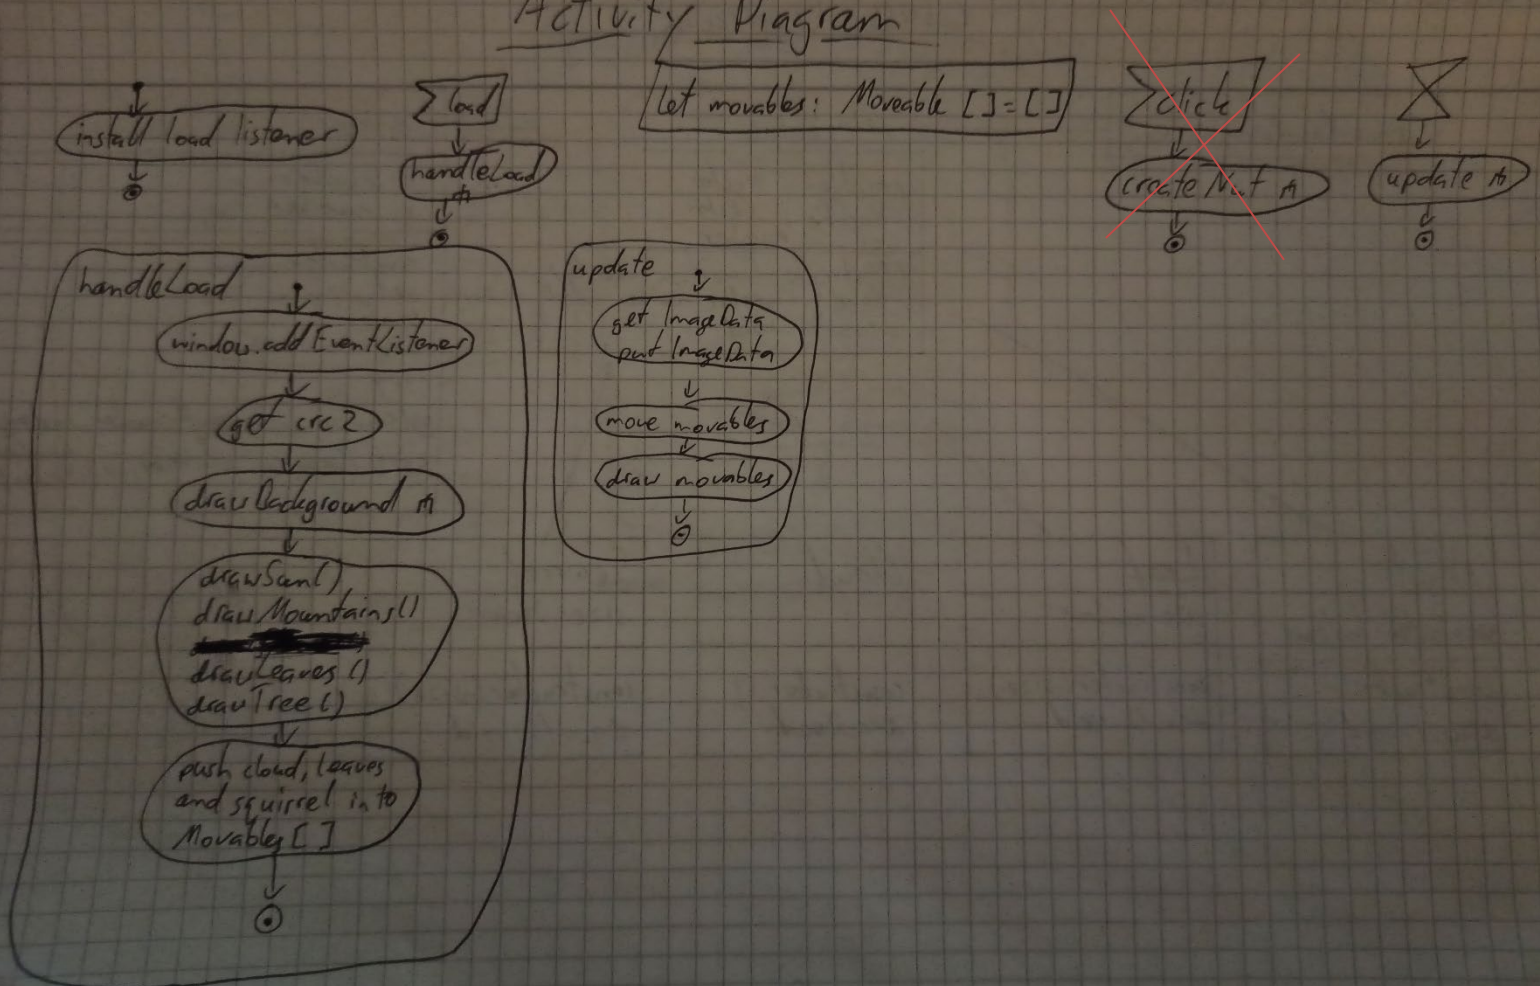 Activity Diagram
install load listener
load
handleLoad
Let movables: Moveable []=[]
click
createNut
update
handleLoad
window.addEventListener
get crc2
drawBackground
drawSun()
drawMountains()
drawLeaves()
drawTree()
push cloud, leaves
and squirrel into
Movables[ ]
update
get ImageData
put ImageData
move movables
draw movables